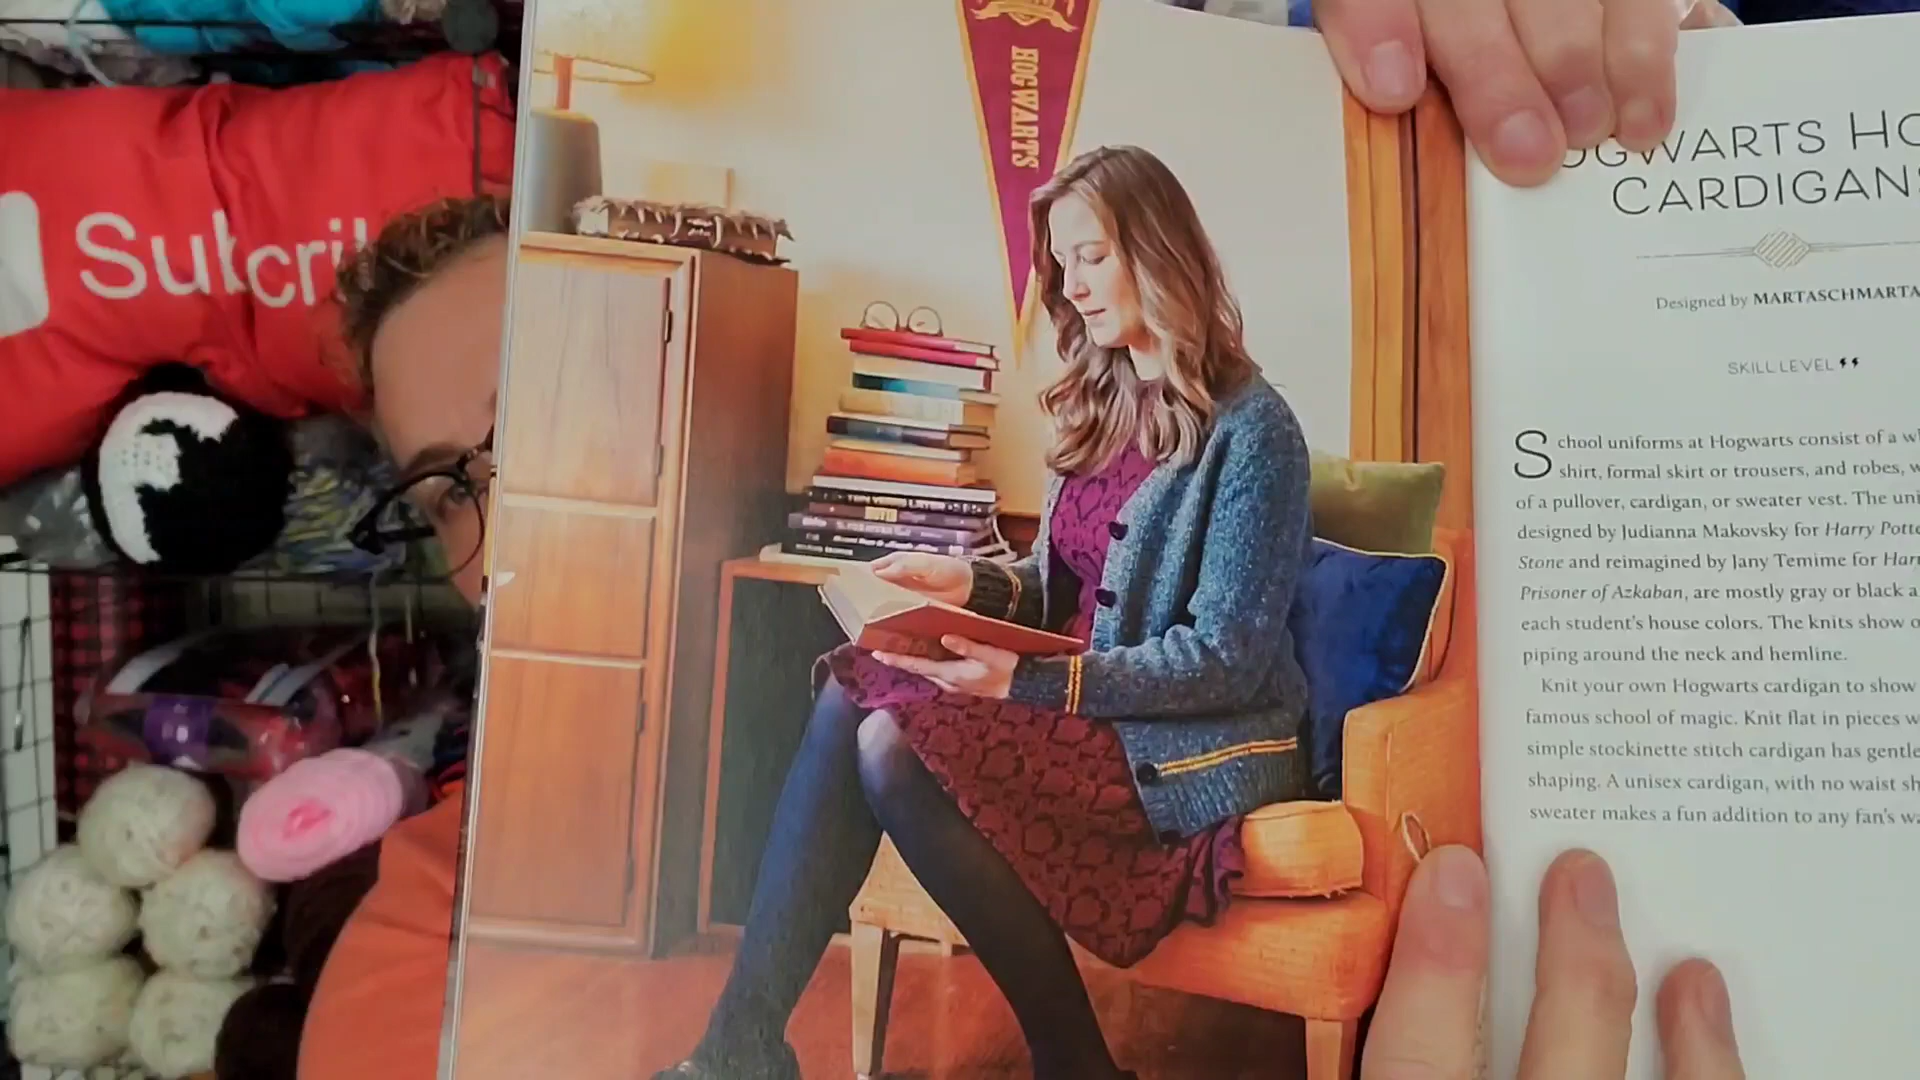 Subscri
HOGWARTS
OGWARTS HO
CARDIGAN
Designed by MARTASCHMARTA
SKILL LEVEL
School uniforms at Hogwarts consist of a w
shirt, formal skirt or trousers, and robes, w
of a pullover, cardigan, or sweater vest. The uni
designed by Judianna Makovsky for Harry Potte
Stone and reimagined by Jany Temime for Har
Prisoner of Azkaban, are mostly gray or black a
each student's house colors. The knits show o
piping around the neck and hemline.
Knit your own Hogwarts cardigan to show
famous school of magic. Knit flat in pieces w
simple stockinette stitch cardigan has gentle
shaping. A unisex cardigan, with no waist sh
sweater makes a fun addition to any fan's wa